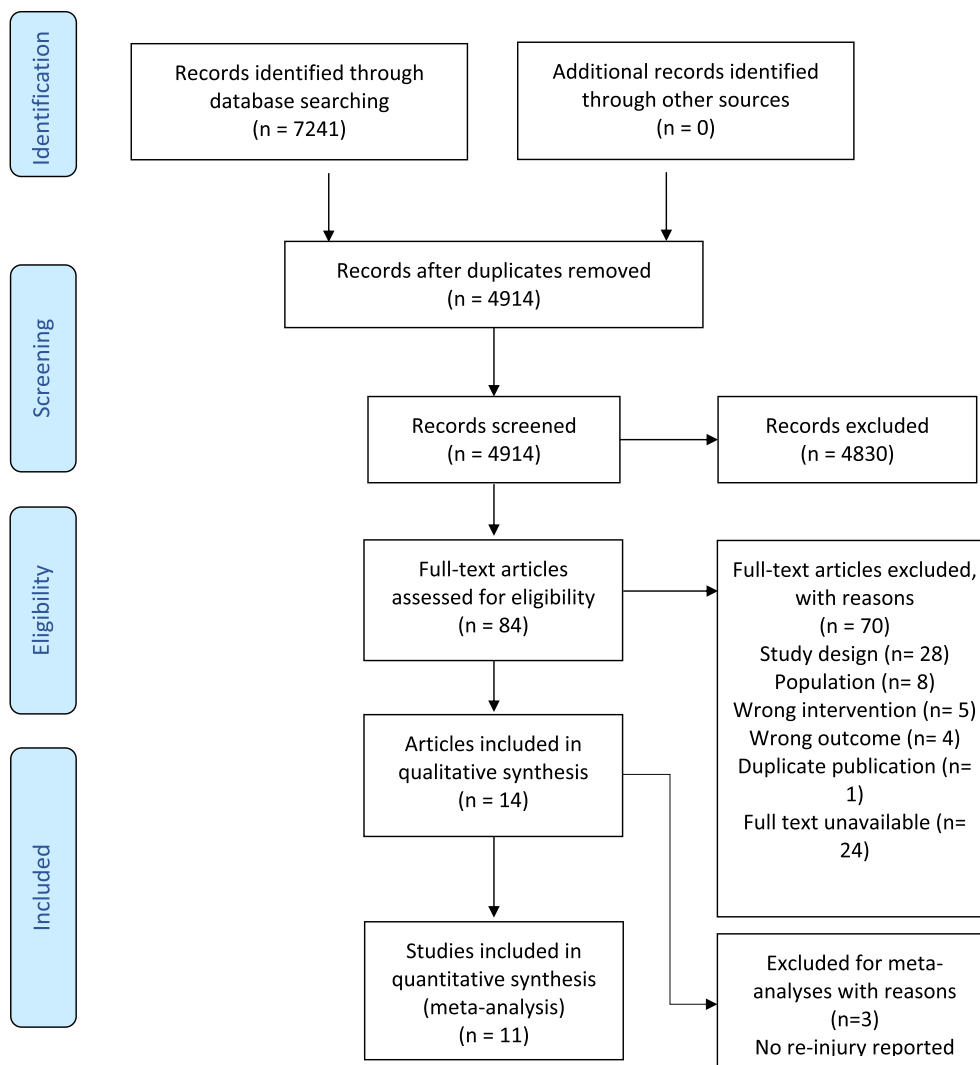 Identification
Records identified through
database searching
(n = 7241)
Additional records identified
through other sources
(n = 0)
Screening
Records after duplicates removed
(n = 4914)
Records screened
(n = 4914)
Records excluded
(n = 4830)
Eligibility
Full-text articles
assessed for eligibility
(n = 84)
Full-text articles excluded,
with reasons
(n = 70)
Study design (n= 28)
Population (n= 8)
Wrong intervention (n= 5)
Wrong outcome (n= 4)
Duplicate publication (n=
1)
Full text unavailable (n=
24)
Included
Articles included in
qualitative synthesis
(n = 14)
Studies included in
quantitative synthesis
(meta-analysis)
(n = 11)
Excluded for meta-
analyses with reasons
(n=3)
No re-injury reported